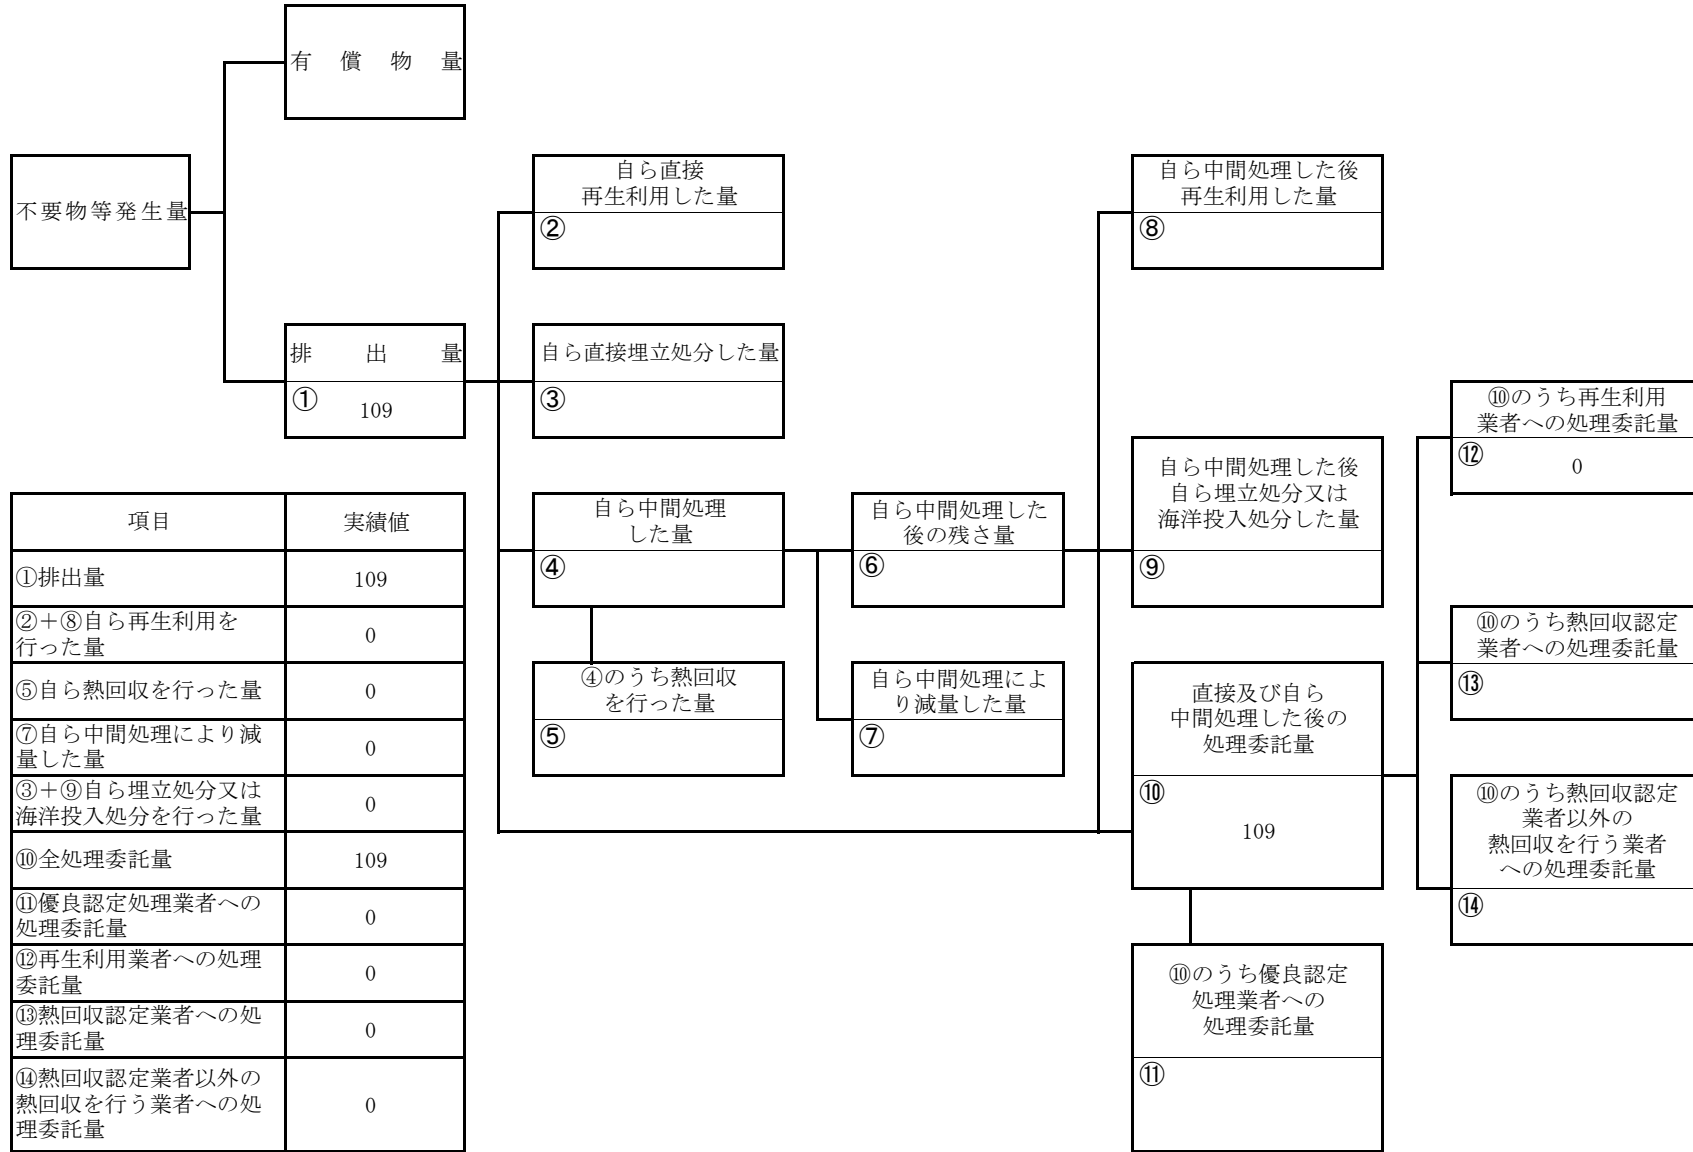 有償物量
不要物等発生量
排出量
① 109
自ら直接
再生利用した量
②
自ら直接埋立処分した量
③
自ら中間処理
した量
④
④のうち熱回収
を行った量
⑤
自ら中間処理した
後の残さ量
⑥
自ら中間処理によ
り減量した量
⑦
自ら中間処理した後
再生利用した量
⑧
自ら中間処理した後
自ら埋立処分又は
海洋投入処分した量
⑨
直接及び自ら
中間処理した後の
処理委託量
⑩
109
⑩のうち優良認定
処理業者への
処理委託量
⑪
⑩のうち再生利用
業者への処理委託量
⑫ 0
⑩のうち熱回収認定
業者への処理委託量
⑬
⑩のうち熱回収認定
業者以外の
熱回収を行う業者
への処理委託量
⑭
項目 実績値
①排出量 109
②+⑧自ら再生利用を
行った量 0
⑤自ら熱回収を行った量 0
⑦自ら中間処理により減
量した量 0
③+⑨自ら埋立処分又は
海洋投入処分を行った量 0
⑩全処理委託量 109
⑪優良認定処理業者への
処理委託量 0
⑫再生利用業者への処理
委託量 0
⑬熱回収認定業者への処
理委託量 0
⑭熱回収認定業者以外の
熱回収を行う業者への処
理委託量 0